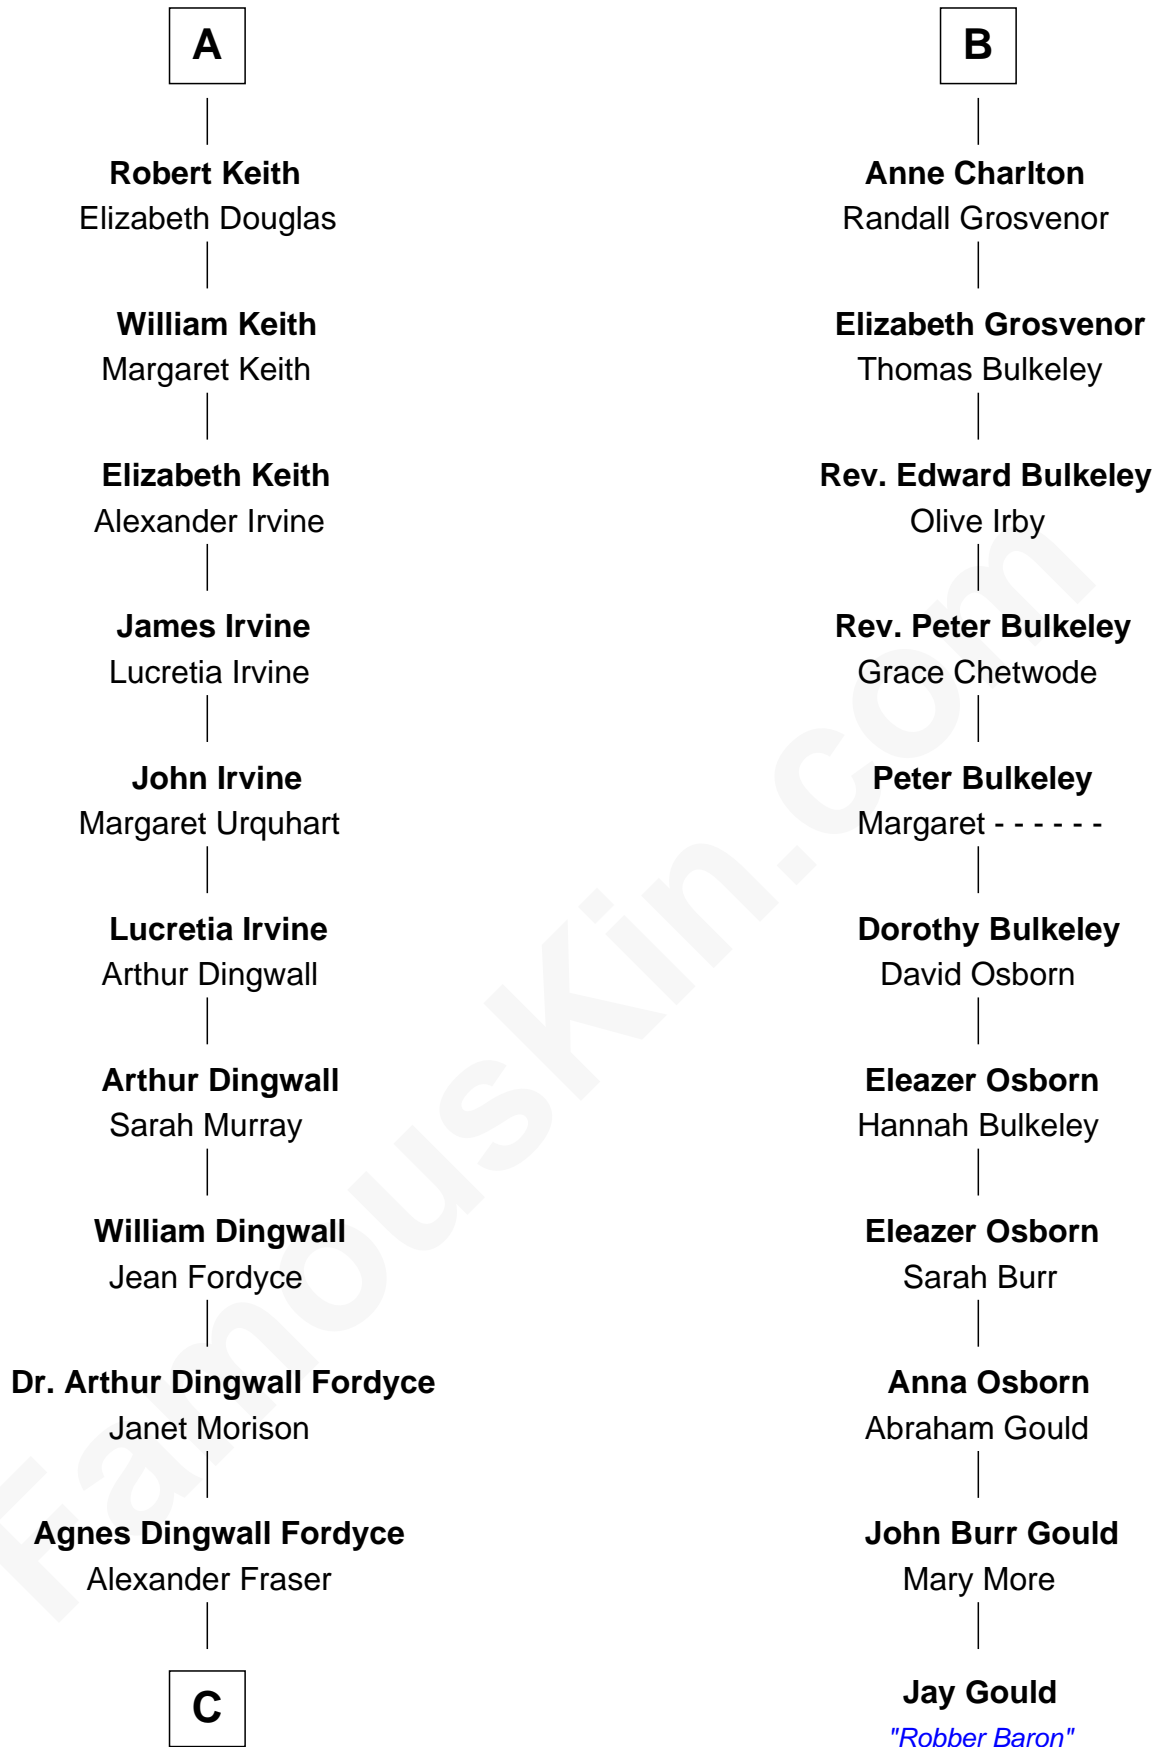 A
Robert Keith
Elizabeth Douglas
William Keith
Margaret Keith
Elizabeth Keith
Alexander Irvine
James Irvine
Lucretia Irvine
John Irvine
Margaret Urquhart
Lucretia Irvine
Arthur Dingwall
Arthur Dingwall
Sarah Murray
William Dingwall
Jean Fordyce
Dr. Arthur Dingwall Fordyce
Janet Morison
Agnes Dingwall Fordyce
Alexander Fraser
C
B
Anne Charlton
Randall Grosvenor
Elizabeth Grosvenor
Thomas Bulkeley
Rev. Edward Bulkeley
Olive Irby
Rev. Peter Bulkeley
Grace Chetwode
Peter Bulkeley
Margaret - - - - - -
Dorothy Bulkeley
David Osborn
Eleazer Osborn
Hannah Bulkeley
Eleazer Osborn
Sarah Burr
Anna Osborn
Abraham Gould
John Burr Gould
Mary More
Jay Gould
"Robber Baron"
FamousKin.com